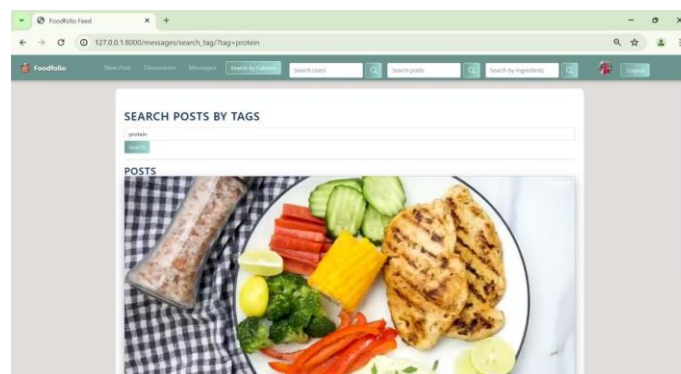 Foodfolio Feed
127.0.0.1:8000/messages/search_tag/?tag=protein
Foodfolio New Post Discussions Messages Search by Calories Search Users Search posts Search by ingredients Logout
SEARCH POSTS BY TAGS
protein
Search
POSTS